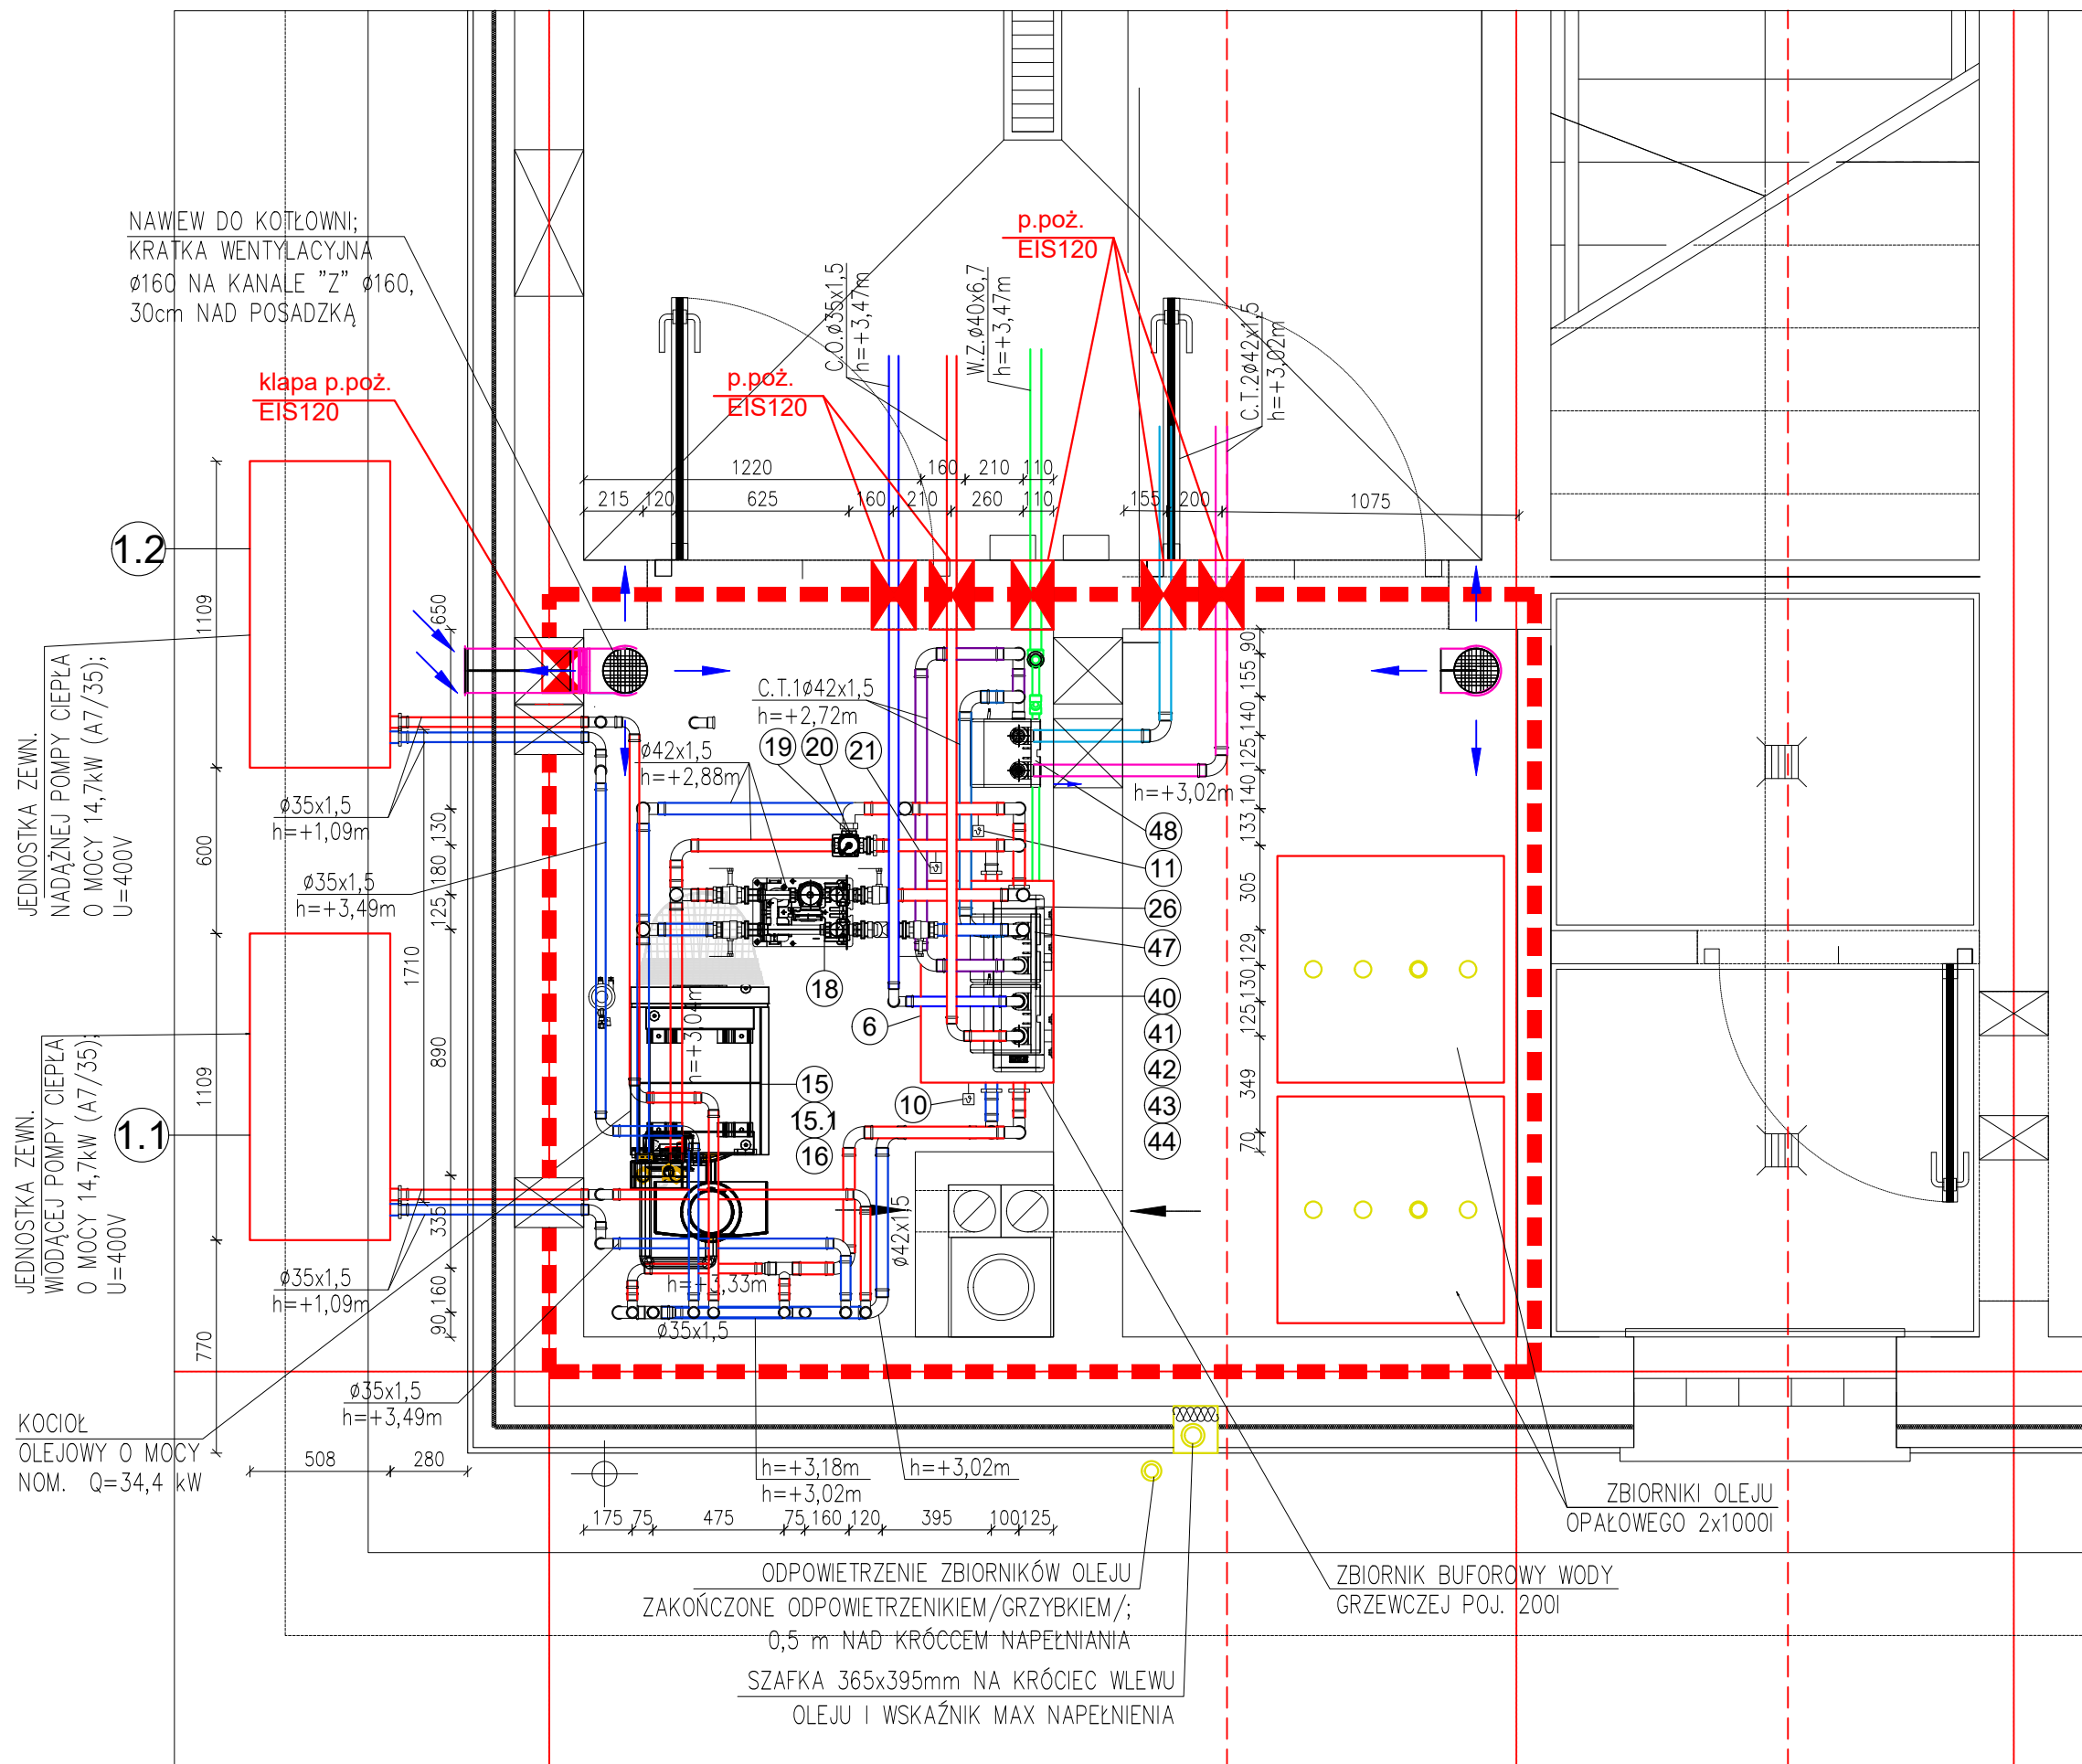 NAWEW DO KOTŁOWNI;
KRATKA WENTYLACYJNA
ø160 NA KANALE "Z" ø160,
30cm NAD POSADZKĄ
klapa p.poż.
EIS120
p.poż.
EIS120
p.poż.
EIS120
C.O.ø35x1,5
h=+3,47m
W.Z.ø40x6,7
h=+3,47m
C.T.2ø42x1,5
h=+3,02m
1220
160
210
110
215
120
625
160
210
260
110
155
200
1075
1.2
1109
600
1109
770
JEDNOSTKA ZEWN.
NADĄŻNEJ POMPY CIEPŁA
O MOCY 14,7kW (A7/35);
U=400V
ø35x1,5
h=+1,09m
ø35x1,5
h=+3,49m
650
130
180
125
1710
890
335
160
90
C.T.1ø42x1,5
h=+2,72m
19
20
21
ø42x1,5
h=+2,88m
h=+3,02m
90
155
140
125
140
133
305
129
130
125
349
70
48
11
26
47
40
41
42
43
44
18
6
h=+3,04m
15
15.1
16
10
1.1
JEDNOSTKA ZEWN.
WIODĄCEJ POMPY CIEPŁA
O MOCY 14,7kW (A7/35);
U=400V
ø35x1,5
h=+1,09m
ø42x1,5
h=+3,33m
ø35x1,5
ø35x1,5
h=+3,49m
KOCIOŁ
OLEJOWY O MOCY
NOM. Q=34,4 kW
508
280
h=+3,18m
h=+3,02m
h=+3,02m
175
75
475
75
160
120
395
100
125
ZBIORNIKI OLEJU
OPAŁOWEGO 2x1000l
ODPOWIETRZENIE ZBIORNIKÓW OLEJU
ZAKOŃCZONE ODPOWIETRZENIKIEM/GRZYBKIEM/;
0,5 m NAD KRÓCCEM NAPEŁNIANIA
ZBIORNIK BUFOROWY WODY
GRZEWCZEJ POJ. 200l
SZAFKA 365x395mm NA KRÓCIEC WLEWU
OLEJU I WSKAŹNIK MAX NAPEŁNIENIA